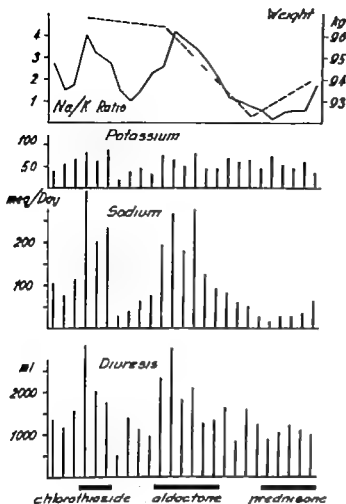 Weight
kg
4
3
2
1
96
95
94
93
Na/K Ratio
Potassium
100
50
meq/Day
Sodium
200
100
ml
Diuresis
2000
1000
chlorothiazide aldactone prednisone